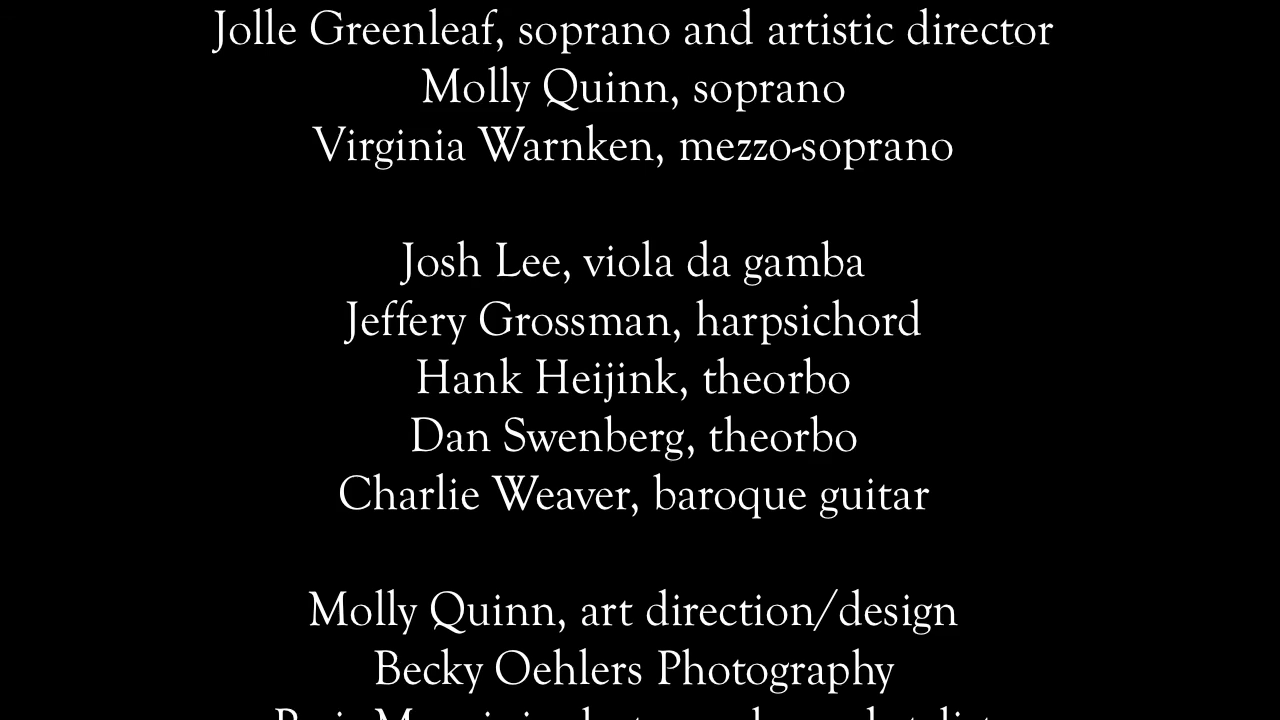 Jolle Greenleaf, soprano and artistic director
Molly Quinn, soprano
Virginia Warnken, mezzo-soprano
Josh Lee, viola da gamba
Jeffery Grossman, harpsichord
Hank Heijink, theorbo
Dan Swenberg, theorbo
Charlie Weaver, baroque guitar
Molly Quinn, art direction/design
Becky Oehlers Photography